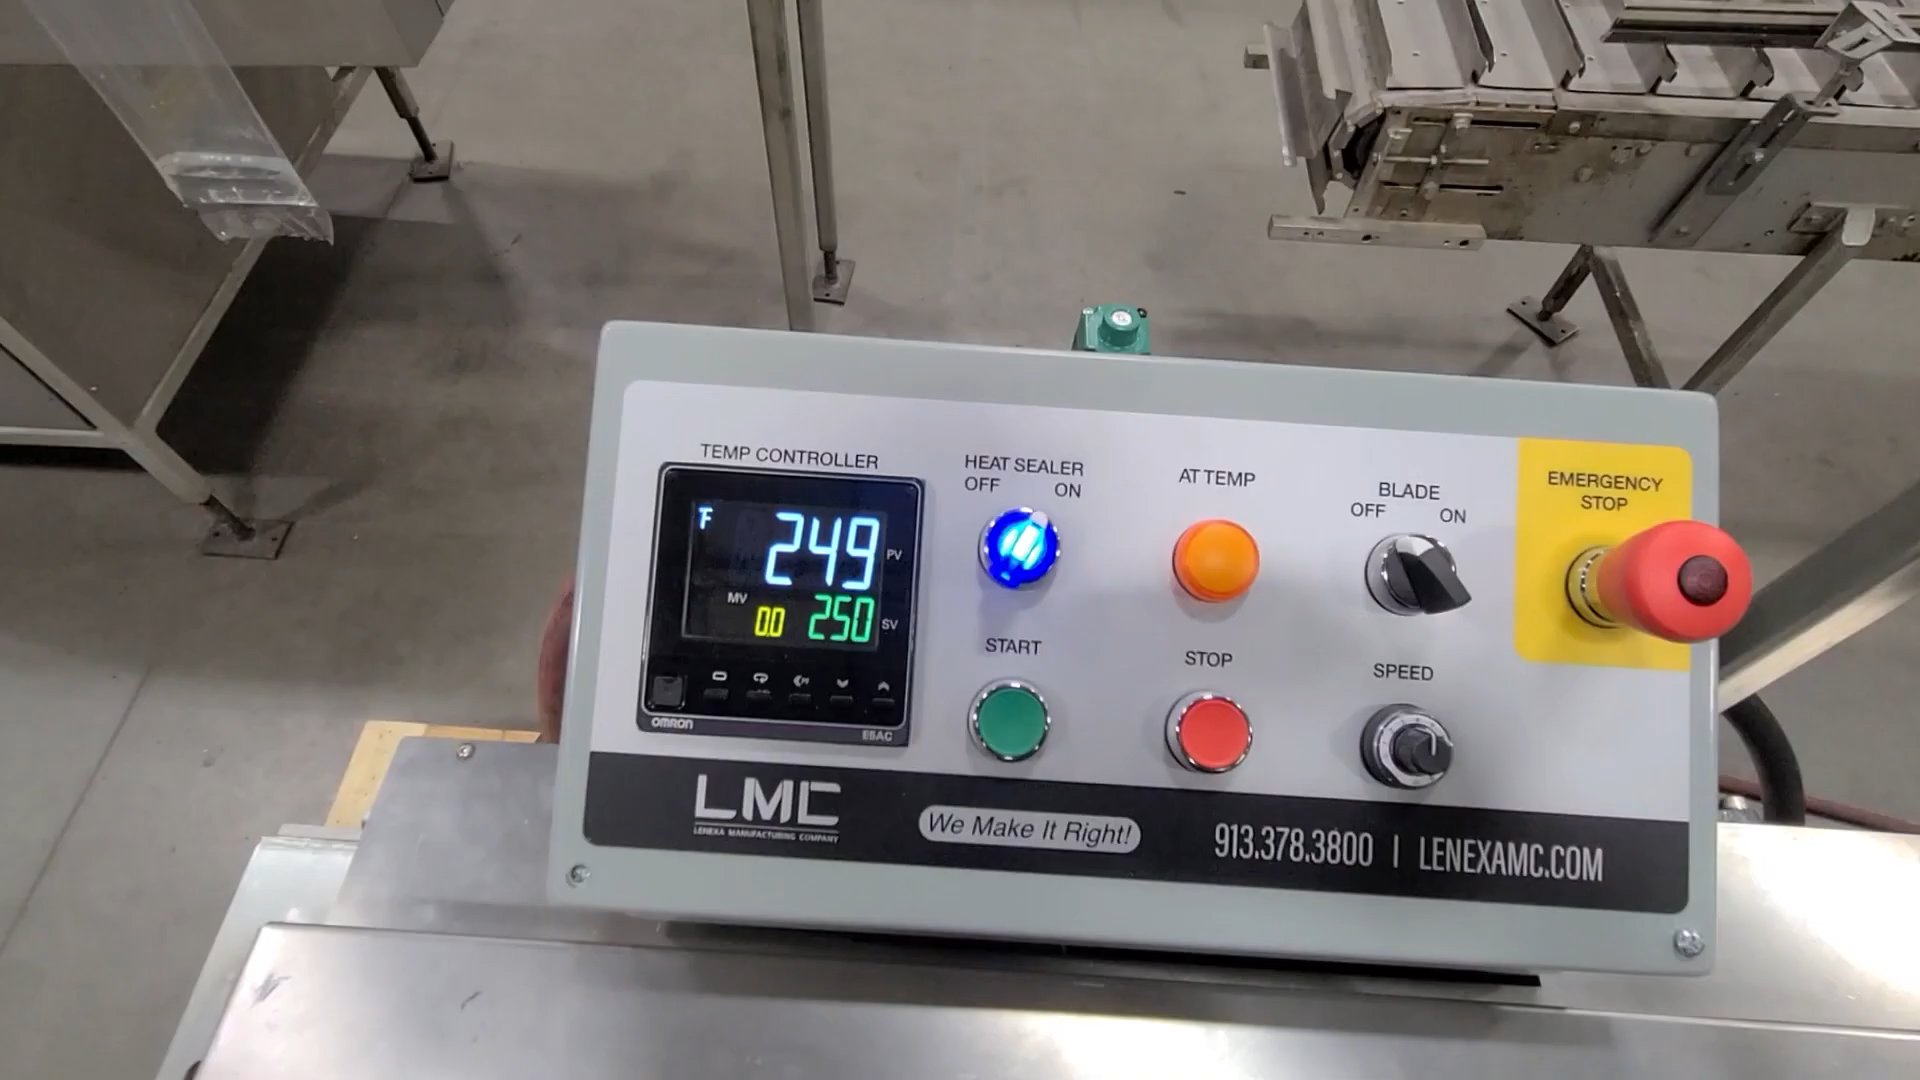 TEMP CONTROLLER
°F
249 PV
MV
0.0 250 SV
OMRON
E5AC
HEAT SEALER
OFF ON
AT TEMP
BLADE
OFF ON
EMERGENCY
STOP
START
STOP
SPEED
LMC
LENEXA MANUFACTURING COMPANY
We Make It Right!
913.378.3800 | LENEXAMC.COM